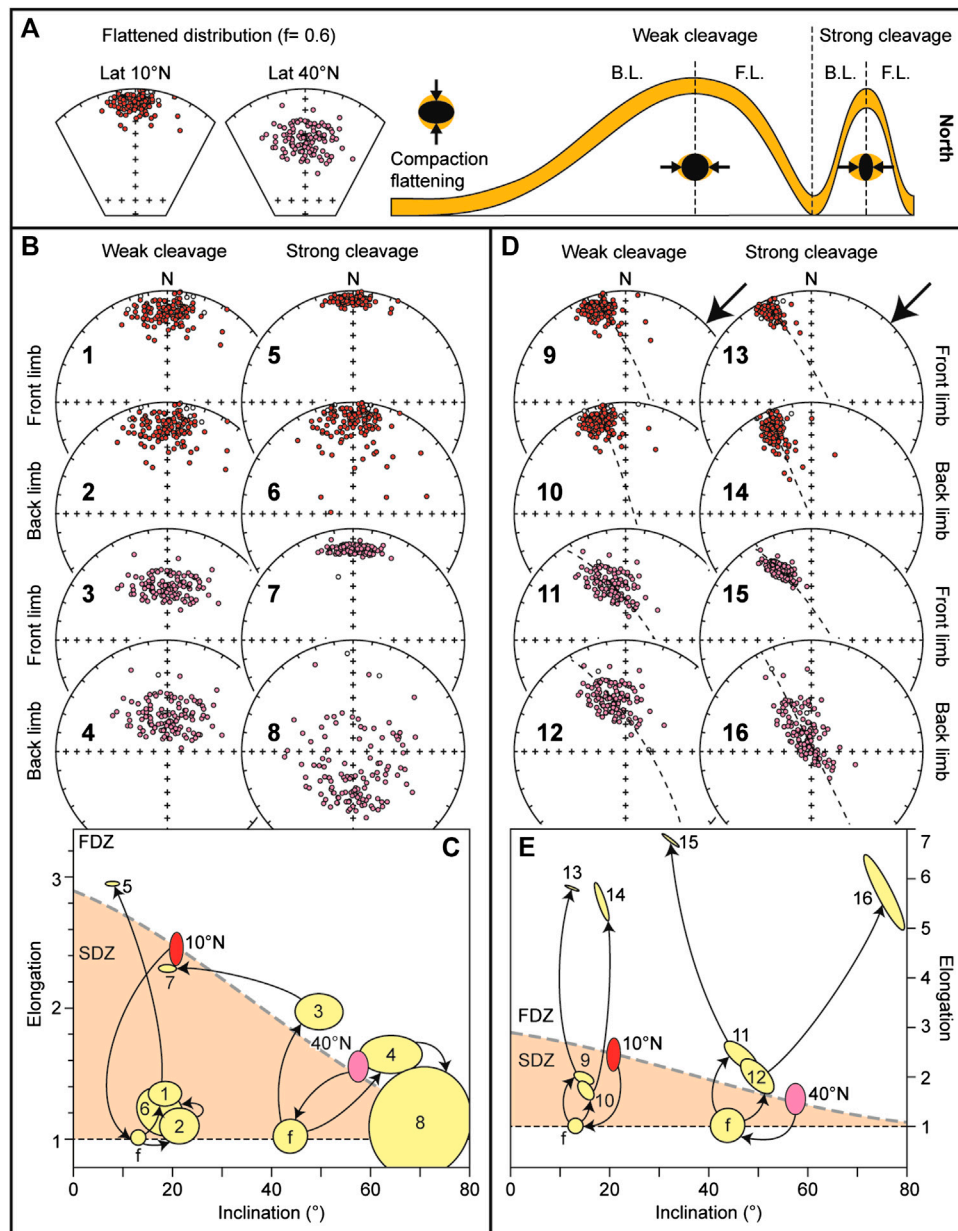 A
Flattened distribution (f= 0.6)
Lat 10°N
Lat 40°N
Compaction
flattening
Weak cleavage
Strong cleavage
B.L.
F.L.
B.L.
F.L.
North
B
Weak cleavage
Strong cleavage
N
N
1
5
Front limb
2
6
Back limb
3
7
Front limb
4
8
Back limb
D
Weak cleavage
Strong cleavage
N
N
9
13
Front limb
10
14
Back limb
11
15
Front limb
12
16
Back limb
C
FDZ
SDZ
3
2
1
Elongation
5
10°N
7
3
40°N
4
1
6
2
8
f
f
0
20
40
60
80
Inclination (°)
E
7
6
5
4
3
2
1
Elongation
13
14
15
16
FDZ
SDZ
10°N
9
10
11
12
40°N
f
f
0
20
40
60
80
Inclination (°)